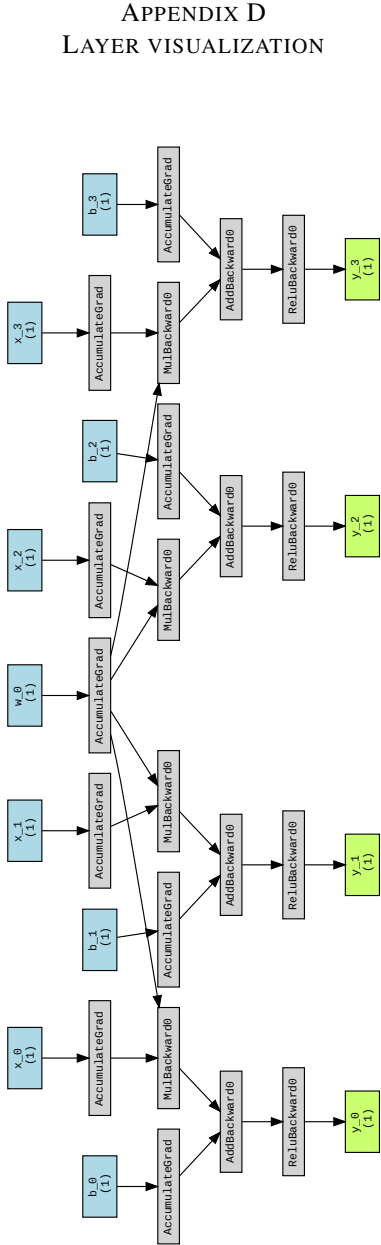 APPENDIX D
LAYER VISUALIZATION
x_0
(1)
x_1
(1)
w_0
(1)
x_2
(1)
x_3
(1)
b_0
(1)
AccumulateGrad
b_1
(1)
AccumulateGrad
AccumulateGrad
AccumulateGrad
b_2
(1)
AccumulateGrad
b_3
(1)
AccumulateGrad
MulBackward0
AccumulateGrad
MulBackward0
MulBackward0
AccumulateGrad
MulBackward0
AccumulateGrad
AddBackward0
AddBackward0
AddBackward0
AddBackward0
ReluBackward0
ReluBackward0
ReluBackward0
ReluBackward0
y_0
(1)
y_1
(1)
y_2
(1)
y_3
(1)